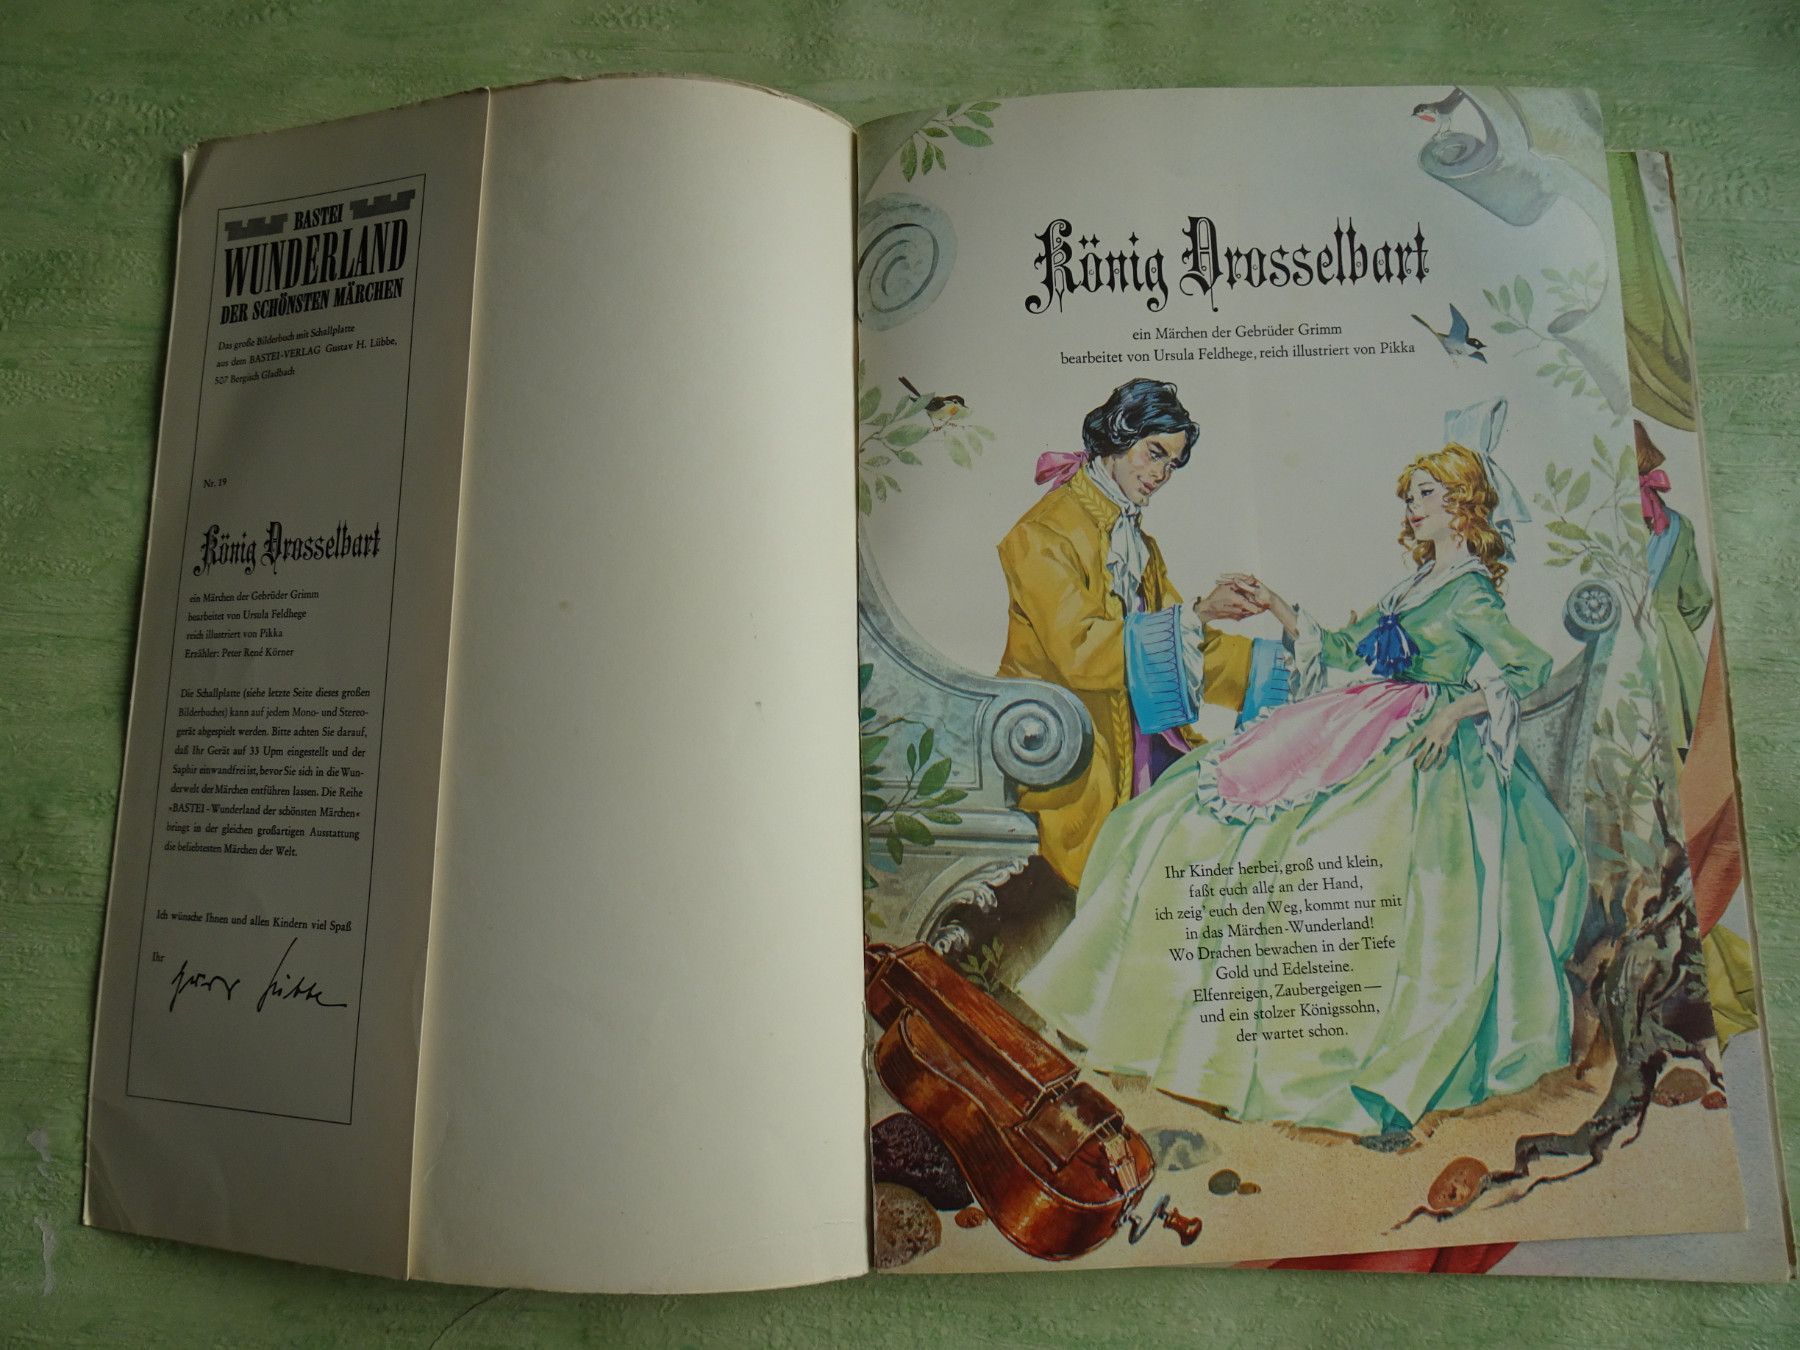 BASTEI
WUNDERLAND
DER SCHÖNSTEN MÄRCHEN
Das große Bilderbuch mit Schallplatte
aus dem BASTEI-VERLAG Gustav H. Lübbe,
507 Bergisch Gladbach
Nr. 19
König Drosselbart
ein Märchen der Gebrüder Grimm
bearbeitet von Ursula Feldhege
reich illustriert von Pikka
Erzähler: Peter René Körner
Die Schallplatte (siehe letzte Seite dieses großen
Bilderbuches) kann auf jedem Mono- und Stereo-
gerät abgespielt werden. Bitte achten Sie darauf,
daß Ihr Gerät auf 33 Upm eingestellt und der
Saphir einwandfrei ist, bevor Sie sich in die Wun-
derwelt der Märchen entführen lassen. Die Reihe
»BASTEI-Wunderland der schönsten Märchen«
bringt in der gleichen großartigen Ausstattung
die beliebtesten Märchen der Welt.
Ich wünsche Ihnen und allen Kindern viel Spaß
Ihr
König Drosselbart
ein Märchen der Gebrüder Grimm
bearbeitet von Ursula Feldhege, reich illustriert von Pikka
Ihr Kinder herbei, groß und klein,
faßt euch alle an der Hand,
ich zeig' euch den Weg, kommt nur mit
in das Märchen-Wunderland!
Wo Drachen bewachen in der Tiefe
Gold und Edelsteine.
Elfenreigen, Zaubergeigen—
und ein stolzer Königssohn,
der wartet schon.